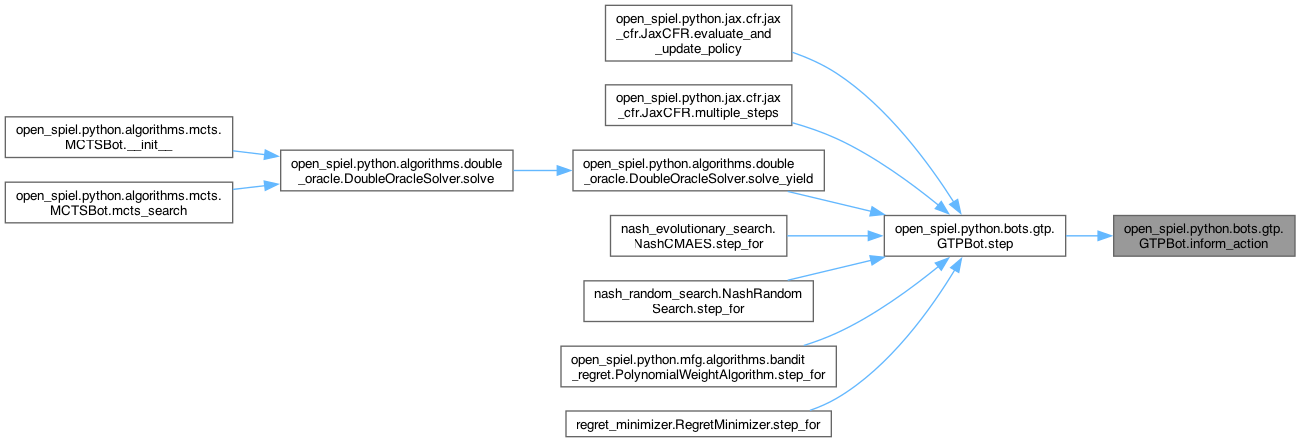 open_spiel.python.jax.cfr.jax
_cfr.JaxCFR.evaluate_and
_update_policy
open_spiel.python.jax.cfr.jax
_cfr.JaxCFR.multiple_steps
open_spiel.python.algorithms.mcts.
MCTSBot.__init__
open_spiel.python.algorithms.mcts.
MCTSBot.mcts_search
open_spiel.python.algorithms.double
_oracle.DoubleOracleSolver.solve
open_spiel.python.algorithms.double
_oracle.DoubleOracleSolver.solve_yield
nash_evolutionary_search.
NashCMAES.step_for
open_spiel.python.bots.gtp.
GTPBot.step
open_spiel.python.bots.gtp.
GTPBot.inform_action
nash_random_search.NashRandom
Search.step_for
open_spiel.python.mfg.algorithms.bandit
_regret.PolynomialWeightAlgorithm.step_for
regret_minimizer.RegretMinimizer.step_for